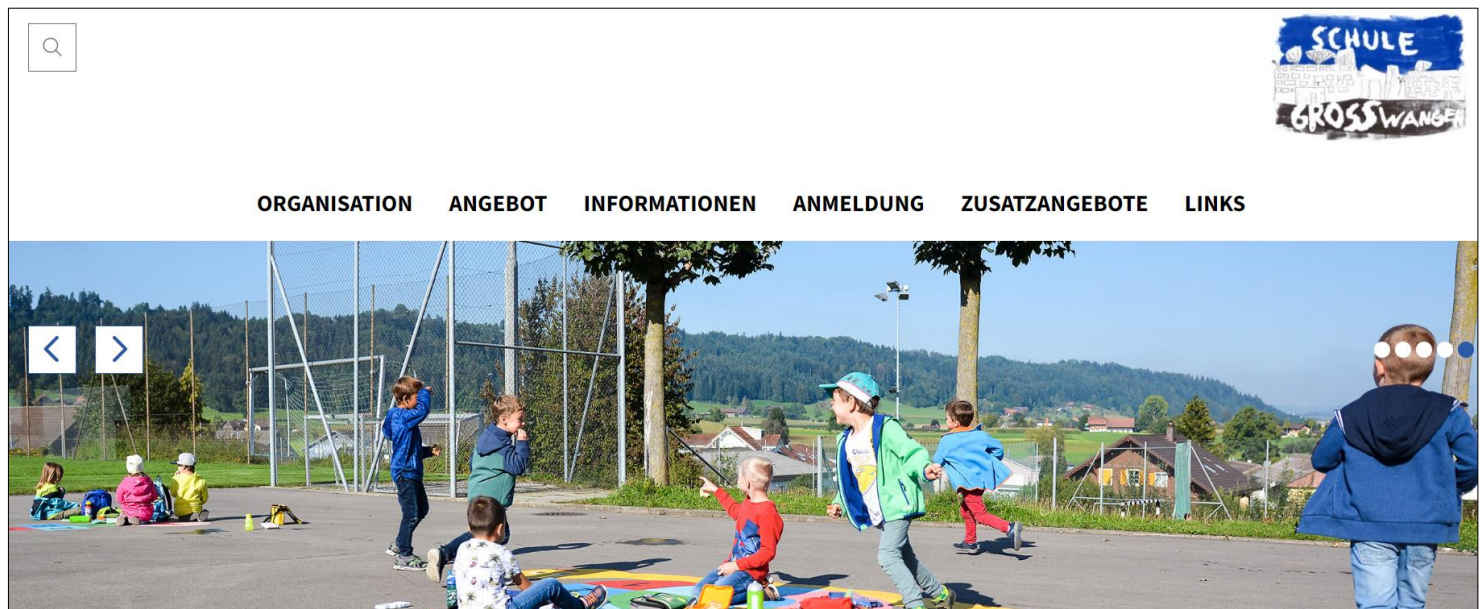 SCHULE
GROSSWANGEN
ORGANISATION ANGEBOT INFORMATIONEN ANMELDUNG ZUSATZANGEBOTE LINKS